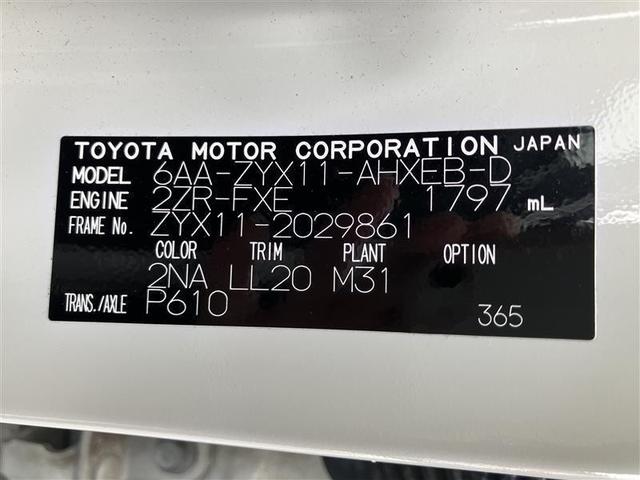 TOYOTA MOTOR CORPORATION JAPAN
MODEL 6AA-ZYX11-AHXEB-D
ENGINE 2ZR-FXE 1797 mL
FRAME No. ZYX11-2029861
COLOR TRIM PLANT OPTION
2NA LL20 M31
TRANS./AXLE P610
365